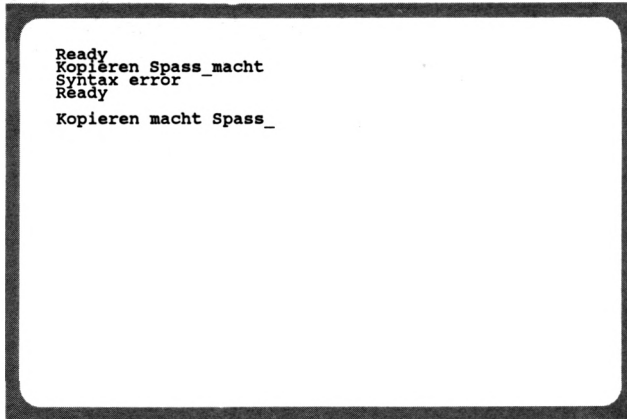 Ready
Kopieren Spass_macht
Syntax error
Ready
Kopieren macht Spass_